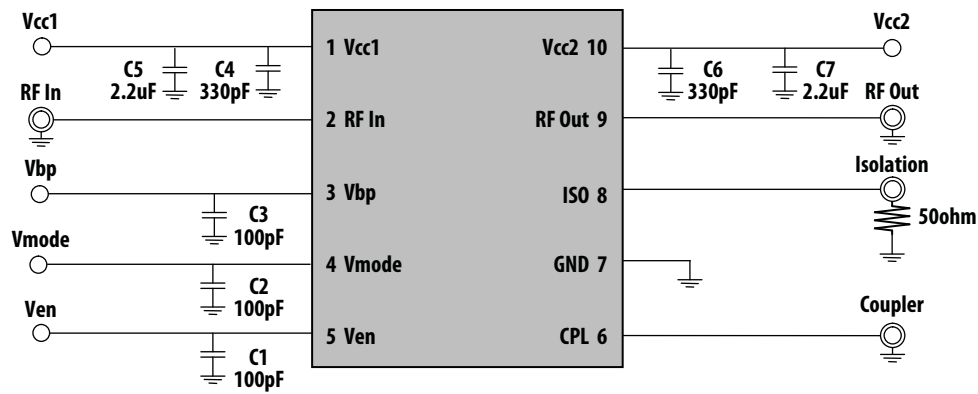 Vcc1
Vcc2
1 Vcc1
Vcc2 10
C5
2.2uF
C4
330pF
C6
330pF
C7
2.2uF
RF In
RF Out
2 RF In
RF Out 9
Vbp
Isolation
3 Vbp
ISO 8
50ohm
C3
100pF
Vmode
4 Vmode
GND 7
C2
100pF
Ven
Coupler
5 Ven
CPL 6
C1
100pF